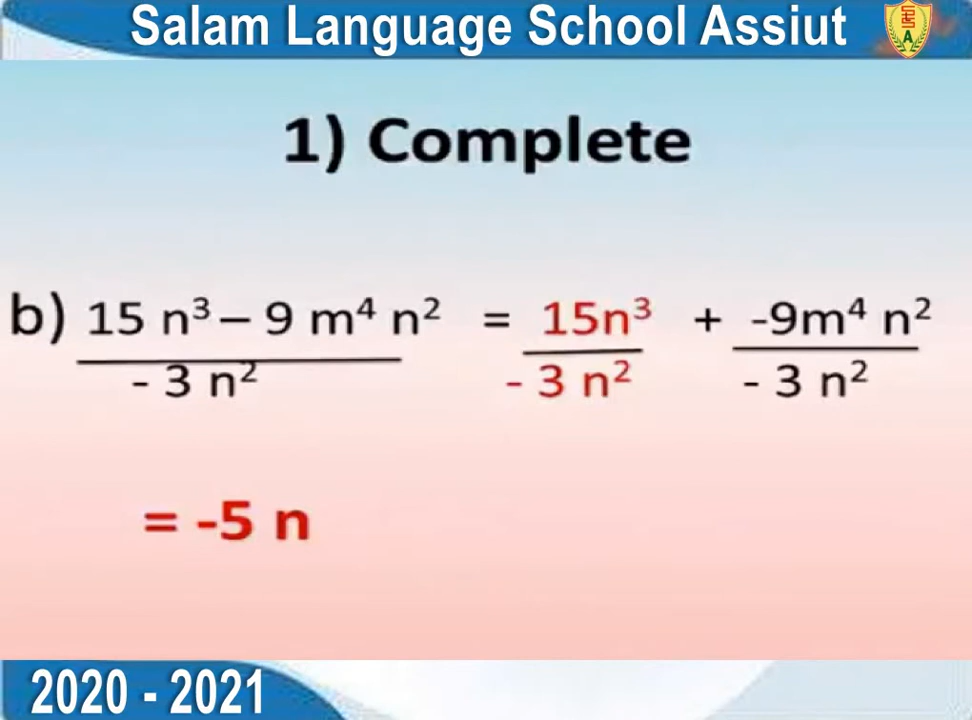 Salam Language School Assiut
A
1) Complete
b) 15 n³ – 9 m⁴ n² = 15n³ + -9m⁴ n²
- 3 n² - 3 n² - 3 n²
= -5 n
2020 - 2021